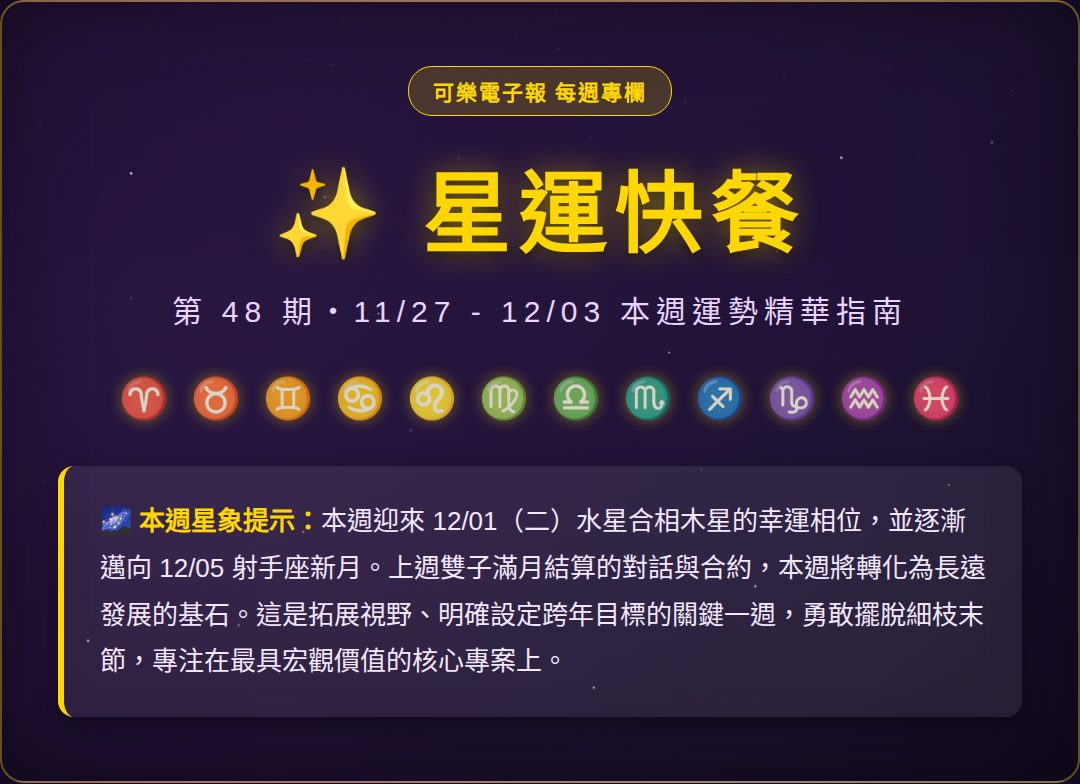 可樂電子報 每週專欄
✨ 星運快餐
第 48 期・11/27 - 12/03 本週運勢精華指南
♈ ♉ ♊ ♋ ♌ ♍ ♎ ♏ ♐ ♑ ♒ ♓
🌌 本週星象提示：本週迎來 12/01（二）水星合相木星的幸運相位，並逐漸
邁向 12/05 射手座新月。上週雙子滿月結算的對話與合約，本週將轉化為長遠
發展的基石。這是拓展視野、明確設定跨年目標的關鍵一週，勇敢擺脫細枝末
節，專注在最具宏觀價值的核心專案上。